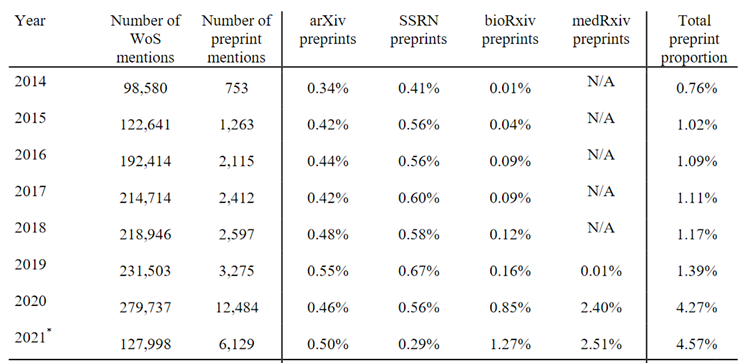 Year Number of WoS mentions Number of preprint mentions arXiv preprints SSRN preprints bioRxiv preprints medRxiv preprints Total preprint proportion
2014 98,580 753 0.34% 0.41% 0.01% N/A 0.76%
2015 122,641 1,263 0.42% 0.56% 0.04% N/A 1.02%
2016 192,414 2,115 0.44% 0.56% 0.09% N/A 1.09%
2017 214,714 2,412 0.42% 0.60% 0.09% N/A 1.11%
2018 218,946 2,597 0.48% 0.58% 0.12% N/A 1.17%
2019 231,503 3,275 0.55% 0.67% 0.16% 0.01% 1.39%
2020 279,737 12,484 0.46% 0.56% 0.85% 2.40% 4.27%
2021* 127,998 6,129 0.50% 0.29% 1.27% 2.51% 4.57%